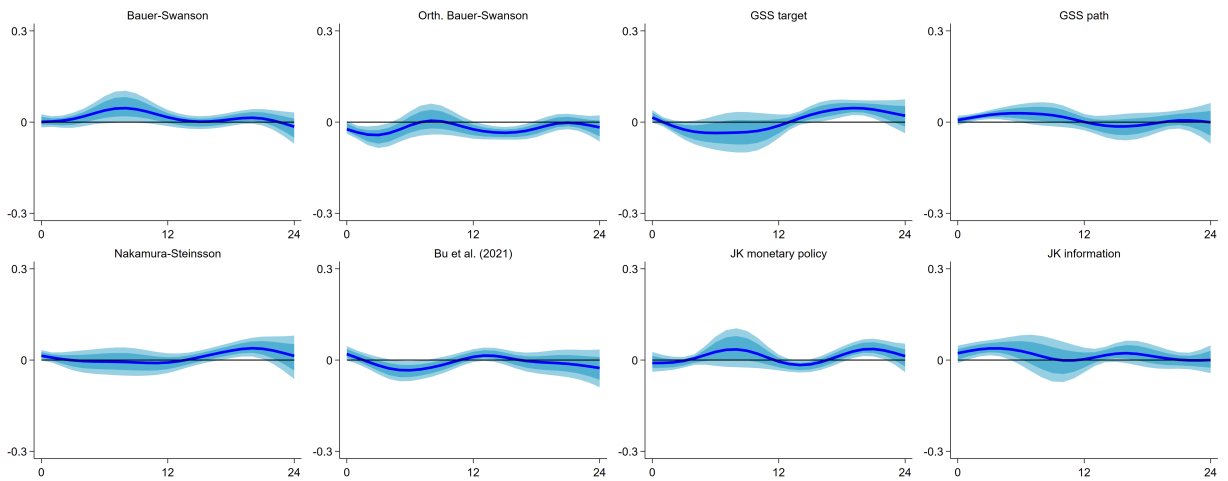 Bauer-Swanson
0.3
0
-0.3
0 12 24
Orth. Bauer-Swanson
0.3
0
-0.3
0 12 24
GSS target
0.3
0
-0.3
0 12 24
GSS path
0.3
0
-0.3
0 12 24
Nakamura-Steinsson
0.3
0
-0.3
0 12 24
Bu et al. (2021)
0.3
0
-0.3
0 12 24
JK monetary policy
0.3
0
-0.3
0 12 24
JK information
0.3
0
-0.3
0 12 24